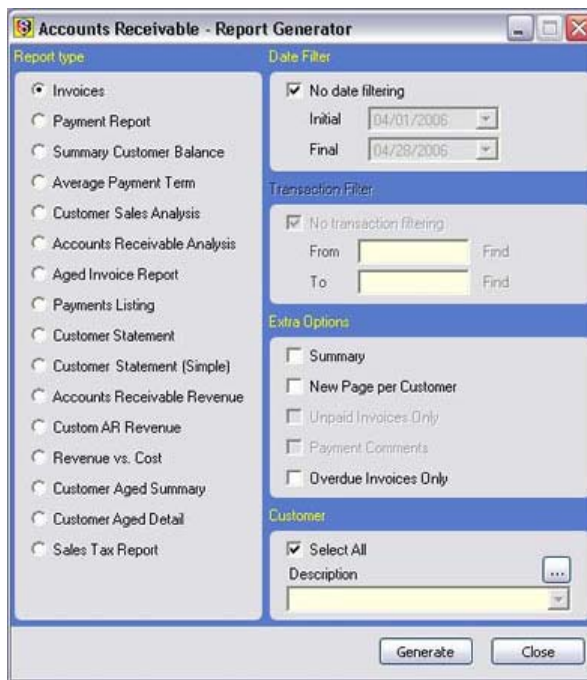 Accounts Receivable - Report Generator
Report type
Invoices
Payment Report
Summary Customer Balance
Average Payment Term
Customer Sales Analysis
Accounts Receivable Analysis
Aged Invoice Report
Payments Listing
Customer Statement
Customer Statement (Simple)
Accounts Receivable Revenue
Custom AR Revenue
Revenue vs. Cost
Customer Aged Summary
Customer Aged Detail
Sales Tax Report
Date Filter
No date filtering
Initial 04/01/2006
Final 04/28/2006
Transaction Filter
No transaction filtering
From Find
To Find
Extra Options
Summary
New Page per Customer
Unpaid Invoices Only
Payment Comments
Overdue Invoices Only
Customer
Select All
Description ...
Generate Close